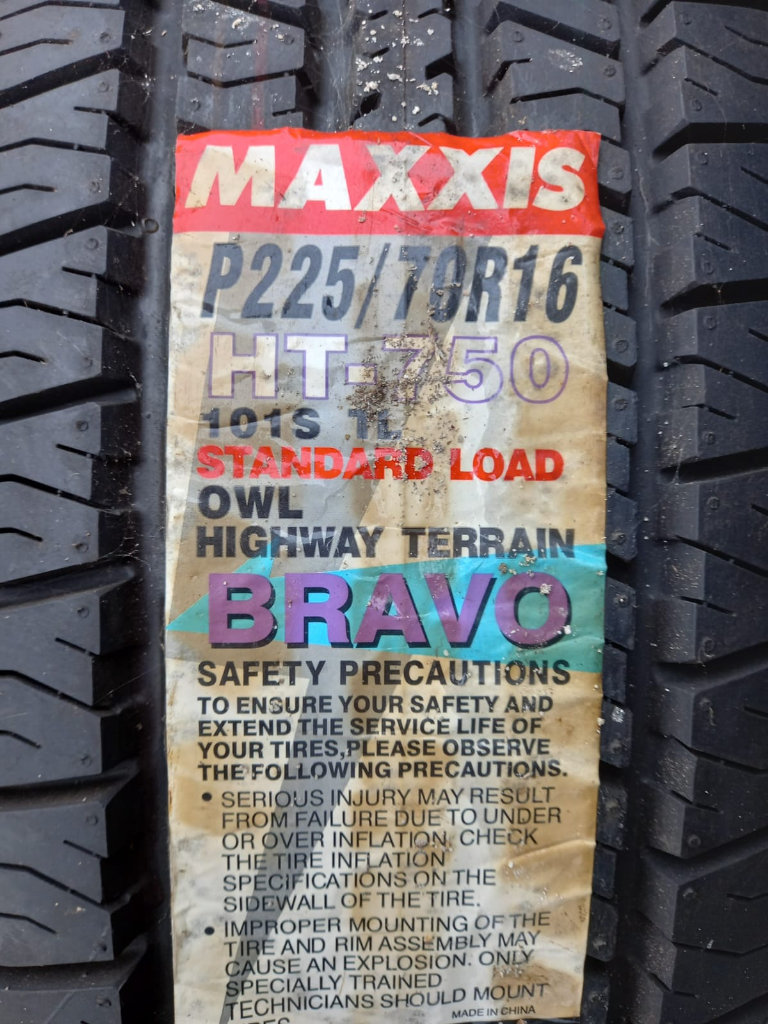 MAXXIS
P225/70R16
HT-750
101S TL
STANDARD LOAD
OWL
HIGHWAY TERRAIN
BRAVO
SAFETY PRECAUTIONS
TO ENSURE YOUR SAFETY AND
EXTEND THE SERVICE LIFE OF
YOUR TIRES,PLEASE OBSERVE
THE FOLLOWING PRECAUTIONS.
• SERIOUS INJURY MAY RESULT
FROM FAILURE DUE TO UNDER
OR OVER INFLATION. CHECK
THE TIRE INFLATION
SPECIFICATIONS ON THE
SIDEWALL OF THE TIRE.
• IMPROPER MOUNTING OF THE
TIRE AND RIM ASSEMBLY MAY
CAUSE AN EXPLOSION. ONLY
SPECIALLY TRAINED
TECHNICIANS SHOULD MOUNT
MADE IN CHINA